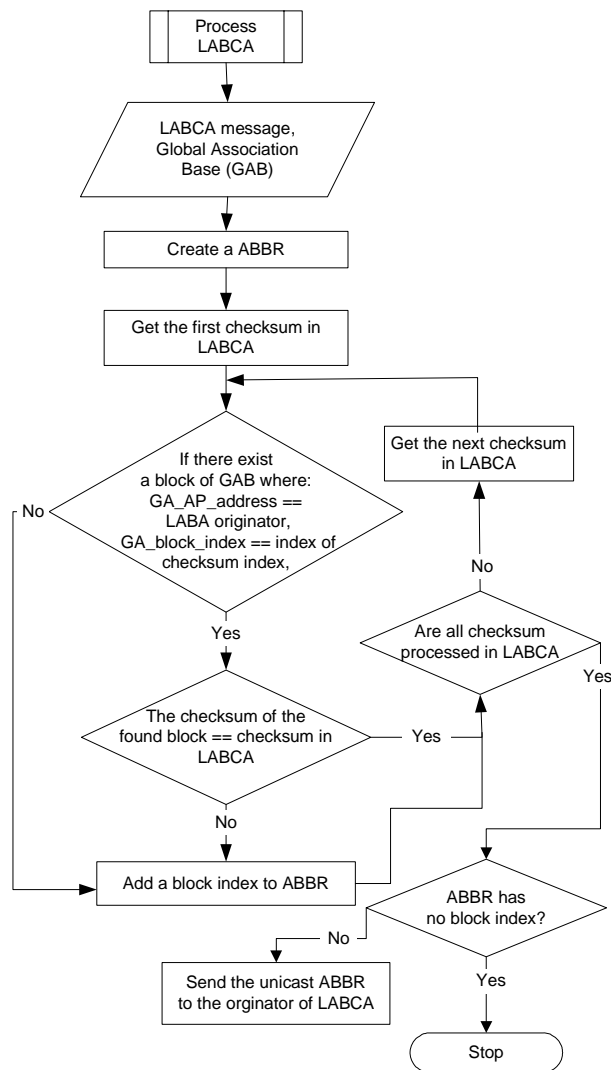 Process
LABCA
LABCA message,
Global Association
Base (GAB)
Create a ABBR
Get the first checksum in
LABCA
If there exist
a block of GAB where:
GA_AP_address ==
LABA originator,
GA_block_index == index of
checksum index,
No
Yes
Get the next checksum
in LABCA
No
Are all checksum
processed in LABCA
Yes
The checksum of the
found block == checksum in
LABCA
Yes
No
Add a block index to ABBR
ABBR has
no block index?
No
Yes
Send the unicast ABBR
to the orginator of LABCA
Stop